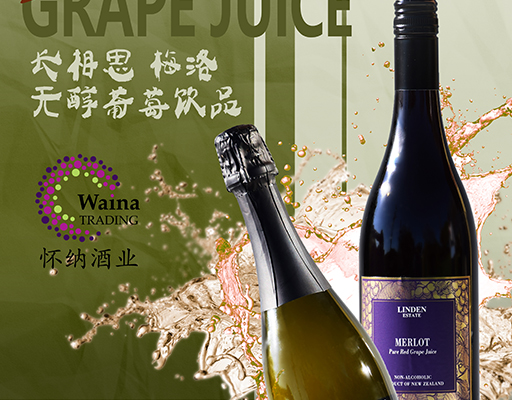 GRAPE JUICE
长相思 梅洛
无醇葡萄饮品
Waina
TRADING
怀纳酒业
LINDEN
ESTATE
MERLOT
Pure Red Grape Juice
NON-ALCOHOLIC
PRODUCT OF NEW ZEALAND